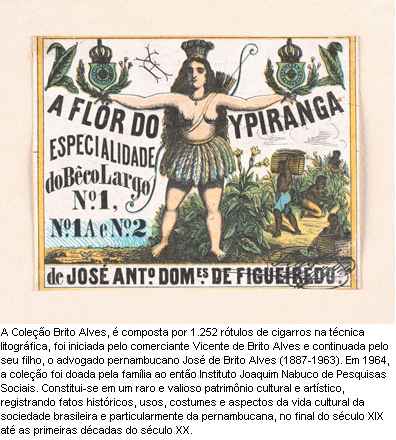 A FLÔR DO YPIRANGA
ESPECIALIDADE
do Bêco Largo
Nº.1,
Nº.1A e Nº.2
de JOSÉ ANTº. DOMES. DE FIGUEIREDO.
A Coleção Brito Alves, é composta por 1.252 rótulos de cigarros na técnica
litográfica, foi iniciada pelo comerciante Vicente de Brito Alves e continuada pelo
seu filho, o advogado pernambucano José de Brito Alves (1887-1963). Em 1964,
a coleção foi doada pela família ao então Instituto Joaquim Nabuco de Pesquisas
Sociais. Constitui-se em um raro e valioso patrimônio cultural e artístico,
registrando fatos históricos, usos, costumes e aspectos da vida cultural da
sociedade brasileira e particularmente da pernambucana, no final do século XIX
até as primeiras décadas do século XX.